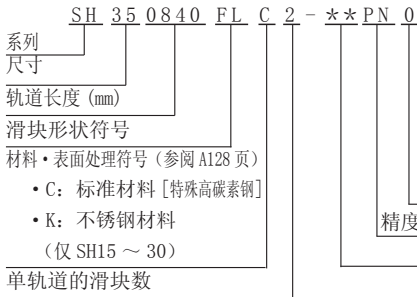 SH 35 0840 FL C 2 - ** PN 0
系列
尺寸
轨道长度 (mm)
滑块形状符号
材料・表面处理符号（参阅 A128 页）
・C：标准材料 [特殊高碳素钢]
・K：不锈钢材料
（仅 SH15 ～ 30）
精度
单轨道的滑块数